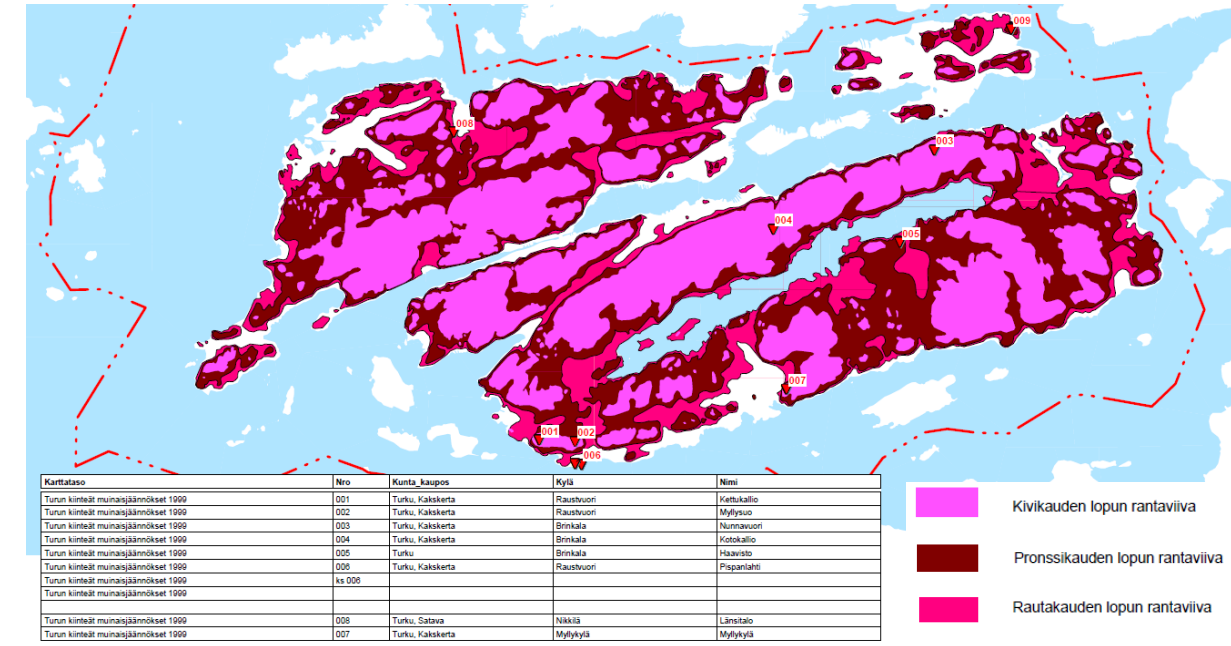 009
008
003
004
005
007
001 002
006
Karttataso Nro Kunta_kaupos Kylä Nimi
Turun kiinteät muinaisjäännökset 1999 001 Turku, Kakskerta Raustvuori Kettukallio
Turun kiinteät muinaisjäännökset 1999 002 Turku, Kakskerta Raustvuori Myllysuo
Turun kiinteät muinaisjäännökset 1999 003 Turku, Kakskerta Brinkala Nunnavuori
Turun kiinteät muinaisjäännökset 1999 004 Turku, Kakskerta Brinkala Kotokallio
Turun kiinteät muinaisjäännökset 1999 005 Turku Brinkala Haavisto
Turun kiinteät muinaisjäännökset 1999 006 Turku, Kakskerta Raustvuori Pispanlahti
Turun kiinteät muinaisjäännökset 1999 ks 006
Turun kiinteät muinaisjäännökset 1999
Turun kiinteät muinaisjäännökset 1999 008 Turku, Satava Nikkilä Länsitalo
Turun kiinteät muinaisjäännökset 1999 007 Turku, Kakskerta Myllykylä Myllykylä
Kivikauden lopun rantaviiva
Pronssikauden lopun rantaviiva
Rautakauden lopun rantaviiva